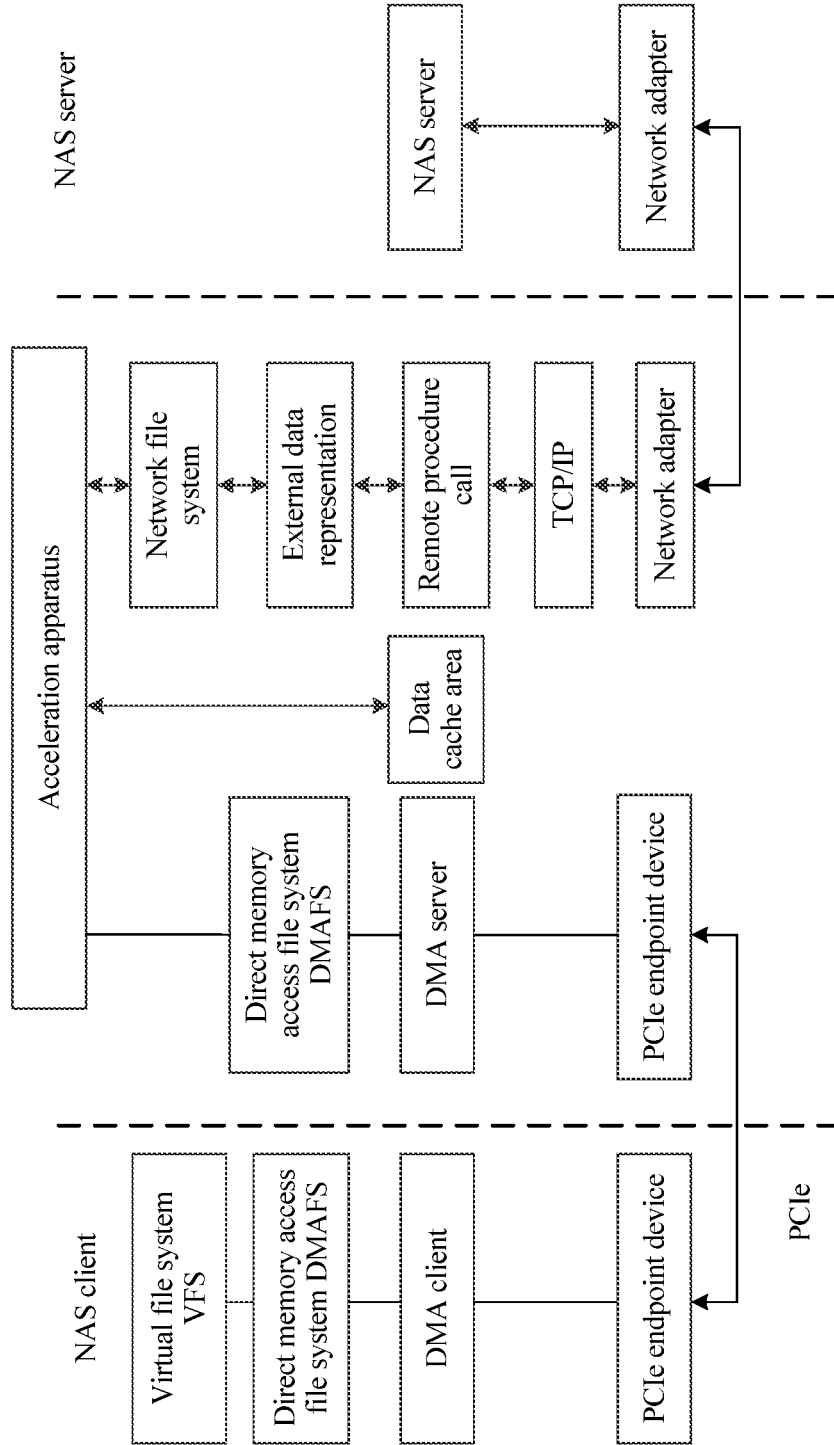 NAS client
Virtual file system
VFS
Direct memory access
file system DMAFS
DMA client
PCIe endpoint device
PCIe
Acceleration apparatus
Direct memory
access file system
DMAFS
DMA server
PCIe endpoint device
Data
cache area
Network file
system
External data
representation
Remote procedure
call
TCP/IP
Network adapter
NAS server
NAS server
Network adapter